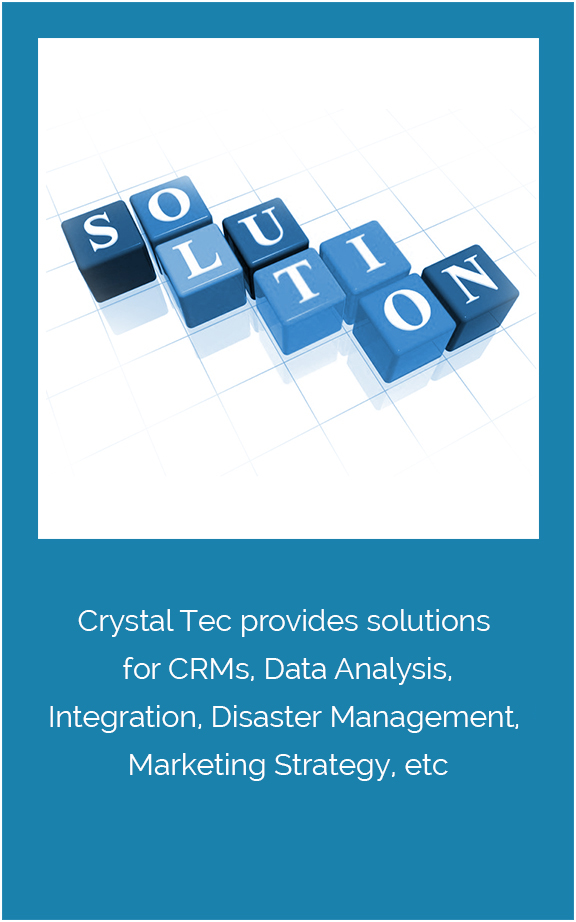 SOLUTION
Crystal Tec provides solutions
for CRMs, Data Analysis,
Integration, Disaster Management,
Marketing Strategy, etc